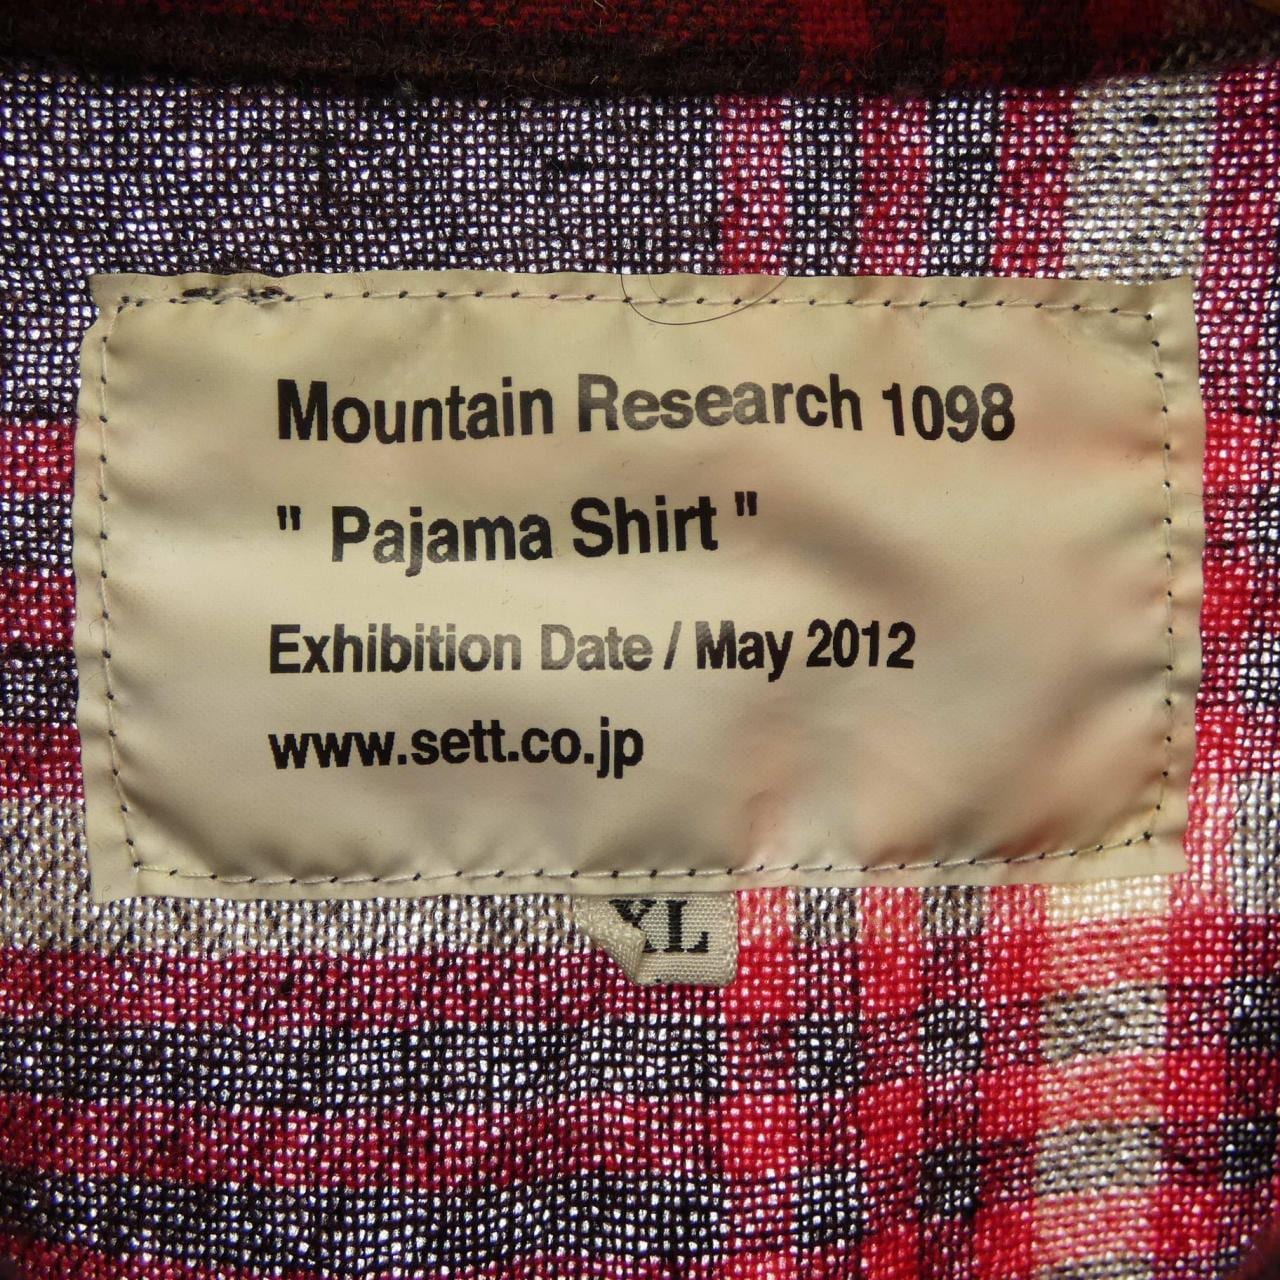 Mountain Research 1098
" Pajama Shirt "
Exhibition Date / May 2012
www.sett.co.jp
XL